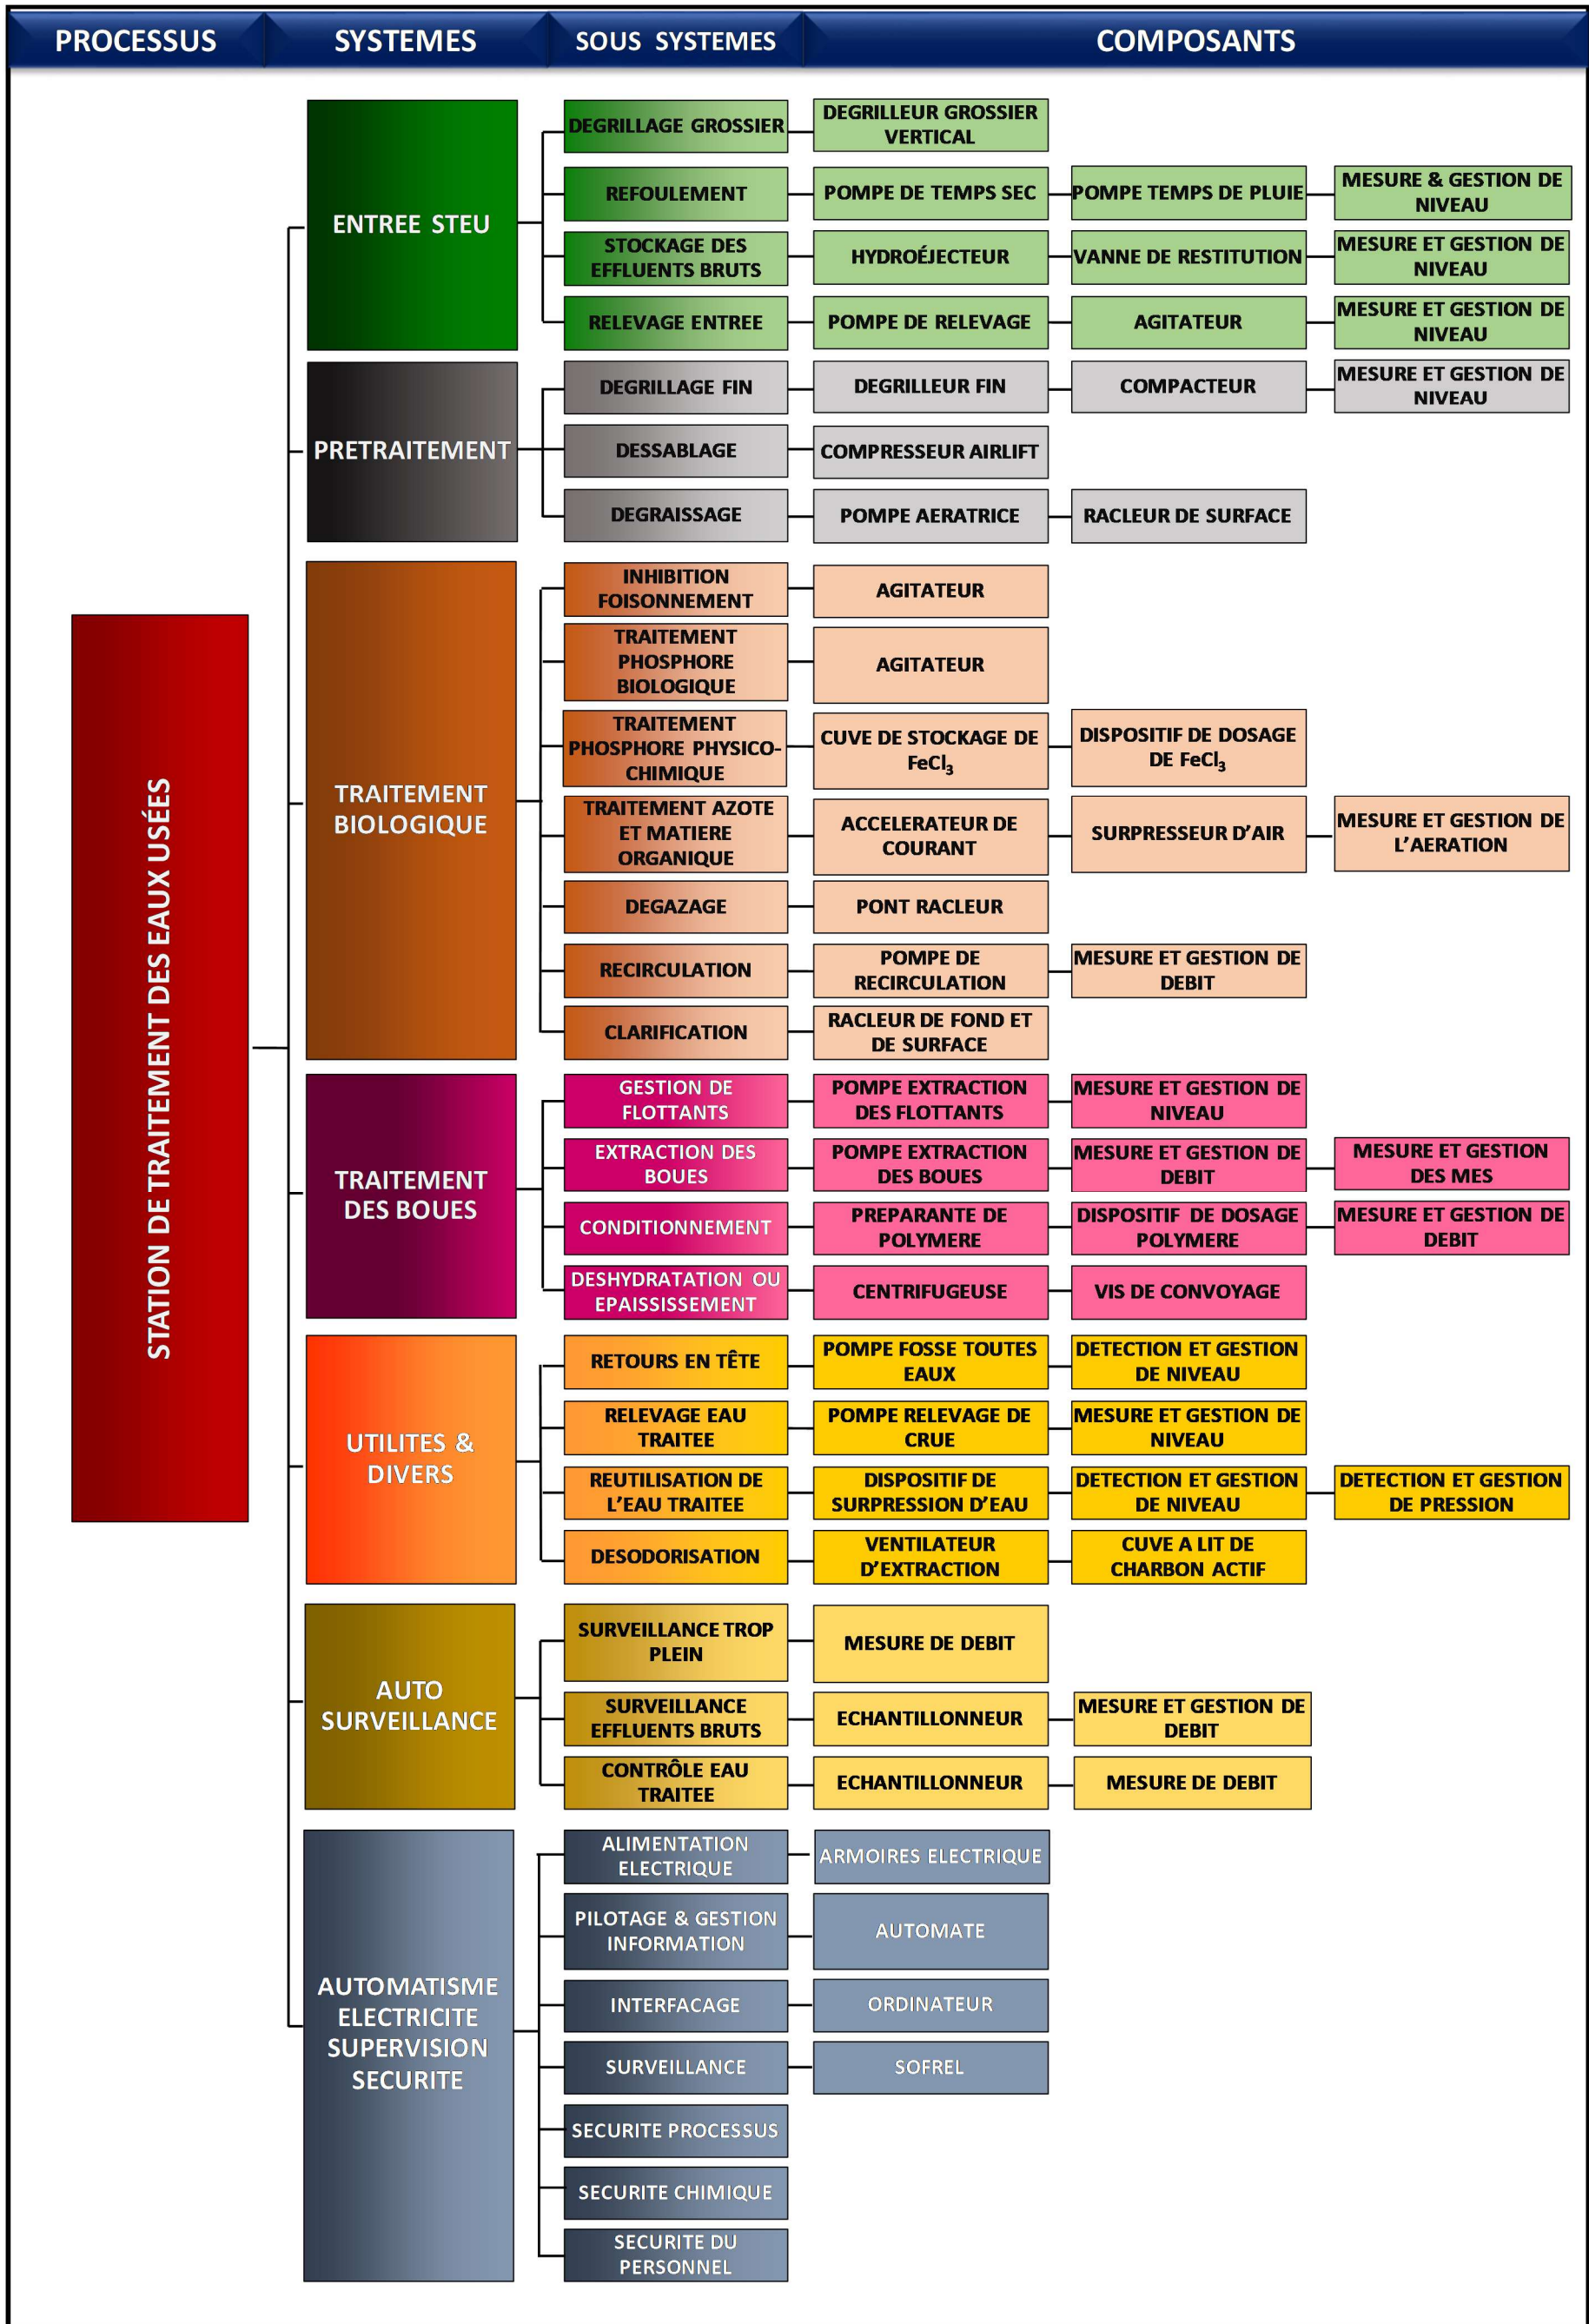 PROCESSUS
SYSTEMES
SOUS SYSTEMES
COMPOSANTS
STATION DE TRAITEMENT DES EAUX USÉES
ENTREE STEU
DEGRILLAGE GROSSIER
DEGRILLEUR GROSSIER
VERTICAL
REFOULEMENT
POMPE DE TEMPS SEC
POMPE TEMPS DE PLUIE
MESURE & GESTION DE
NIVEAU
STOCKAGE DES
EFFLUENTS BRUTS
HYDROÉJECTEUR
VANNE DE RESTITUTION
MESURE ET GESTION DE
NIVEAU
RELEVAGE ENTREE
POMPE DE RELEVAGE
AGITATEUR
MESURE ET GESTION DE
NIVEAU
PRETRAITEMENT
DEGRILLAGE FIN
DEGRILLEUR FIN
COMPACTEUR
MESURE ET GESTION DE
NIVEAU
DESSABLAGE
COMPRESSEUR AIRLIFT
DEGRAISSAGE
POMPE AERATRICE
RACLEUR DE SURFACE
TRAITEMENT
BIOLOGIQUE
INHIBITION
FOISONNEMENT
AGITATEUR
TRAITEMENT
PHOSPHORE
BIOLOGIQUE
AGITATEUR
TRAITEMENT
PHOSPHORE PHYSICO-
CHIMIQUE
CUVE DE STOCKAGE DE
FeCl₃
DISPOSITIF DE DOSAGE
DE FeCl₃
TRAITEMENT AZOTE
ET MATIERE
ORGANIQUE
ACCELERATEUR DE
COURANT
SURPRESSEUR D'AIR
MESURE ET GESTION DE
L'AERATION
DEGAZAGE
PONT RACLEUR
RECIRCULATION
POMPE DE
RECIRCULATION
MESURE ET GESTION DE
DEBIT
CLARIFICATION
RACLEUR DE FOND ET
DE SURFACE
TRAITEMENT
DES BOUES
GESTION DE
FLOTTANTS
POMPE EXTRACTION
DES FLOTTANTS
MESURE ET GESTION DE
NIVEAU
EXTRACTION DES
BOUES
POMPE EXTRACTION
DES BOUES
MESURE ET GESTION DE
DEBIT
MESURE ET GESTION
DES MES
CONDITIONNEMENT
PREPARANTE DE
POLYMERE
DISPOSITIF DE DOSAGE
POLYMERE
MESURE ET GESTION DE
DEBIT
DESHYDRATATION OU
EPAISSISSEMENT
CENTRIFUGEUSE
VIS DE CONVOYAGE
UTILITES &
DIVERS
RETOURS EN TÊTE
POMPE FOSSE TOUTES
EAUX
DETECTION ET GESTION
DE NIVEAU
RELEVAGE EAU
TRAITEE
POMPE RELEVAGE DE
CRUE
MESURE ET GESTION DE
NIVEAU
REUTILISATION DE
L'EAU TRAITEE
DISPOSITIF DE
SURPRESSION D'EAU
DETECTION ET GESTION
DE NIVEAU
DETECTION ET GESTION
DE PRESSION
DESODORISATION
VENTILATEUR
D'EXTRACTION
CUVE A LIT DE
CHARBON ACTIF
AUTO
SURVEILLANCE
SURVEILLANCE TROP
PLEIN
MESURE DE DEBIT
SURVEILLANCE
EFFLUENTS BRUTS
ECHANTILLONNEUR
MESURE ET GESTION DE
DEBIT
CONTRÔLE EAU
TRAITEE
ECHANTILLONNEUR
MESURE DE DEBIT
AUTOMATISME
ELECTRICITE
SUPERVISION
SECURITE
ALIMENTATION
ELECTRIQUE
ARMOIRES ELECTRIQUE
PILOTAGE & GESTION
INFORMATION
AUTOMATE
INTERFACAGE
ORDINATEUR
SURVEILLANCE
SOFREL
SECURITE PROCESSUS
SECURITE CHIMIQUE
SECURITE DU
PERSONNEL